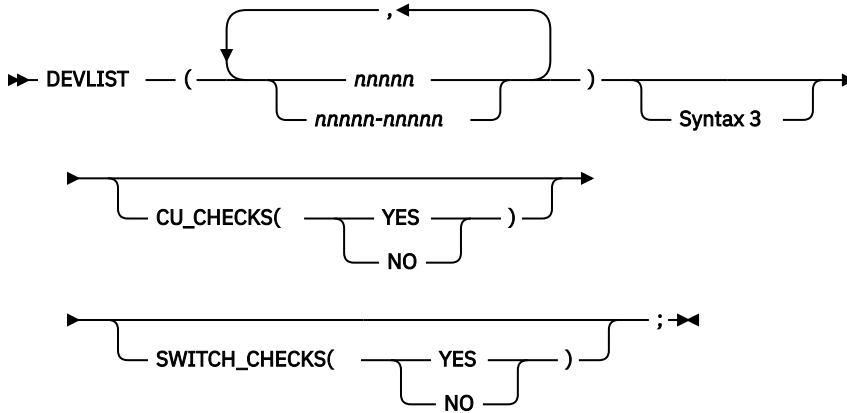 ,
DEVLIST ( nnnnn )
nnnnn-nnnnn
Syntax 3
CU_CHECKS( YES )
NO
SWITCH_CHECKS( YES ) ;
NO